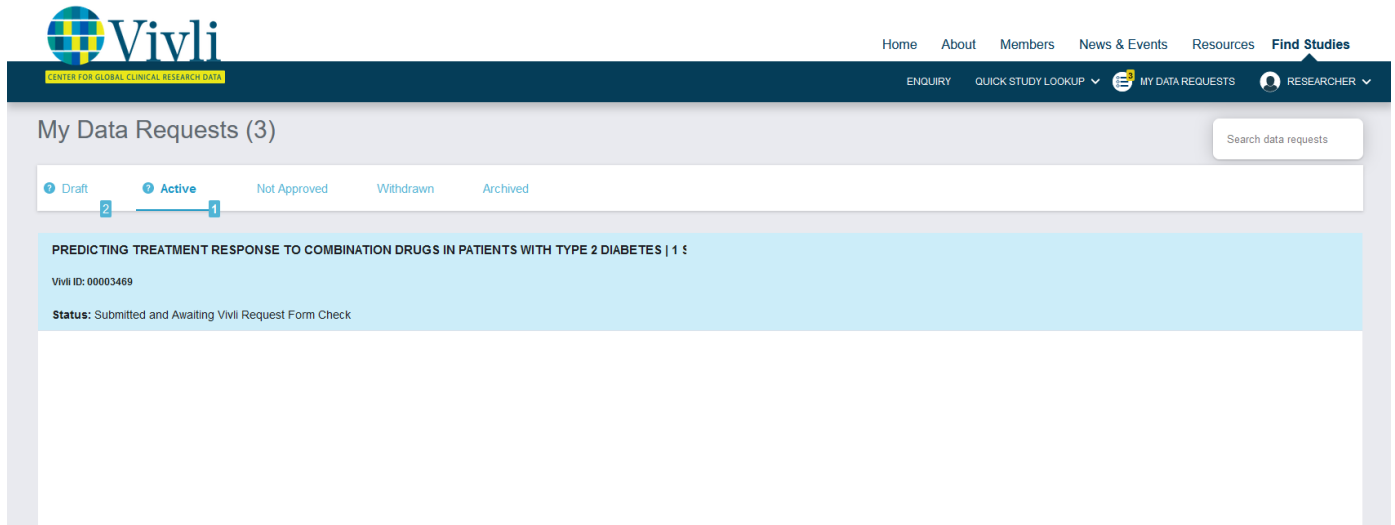 Vivli
CENTER FOR GLOBAL CLINICAL RESEARCH DATA
Home About Members News & Events Resources Find Studies
ENQUIRY QUICK STUDY LOOKUP 3 MY DATA REQUESTS RESEARCHER
My Data Requests (3)
Search data requests
? Draft 2 ? Active 1 Not Approved Withdrawn Archived
PREDICTING TREATMENT RESPONSE TO COMBINATION DRUGS IN PATIENTS WITH TYPE 2 DIABETES | 1
Vivli ID: 00003469
Status: Submitted and Awaiting Vivli Request Form Check